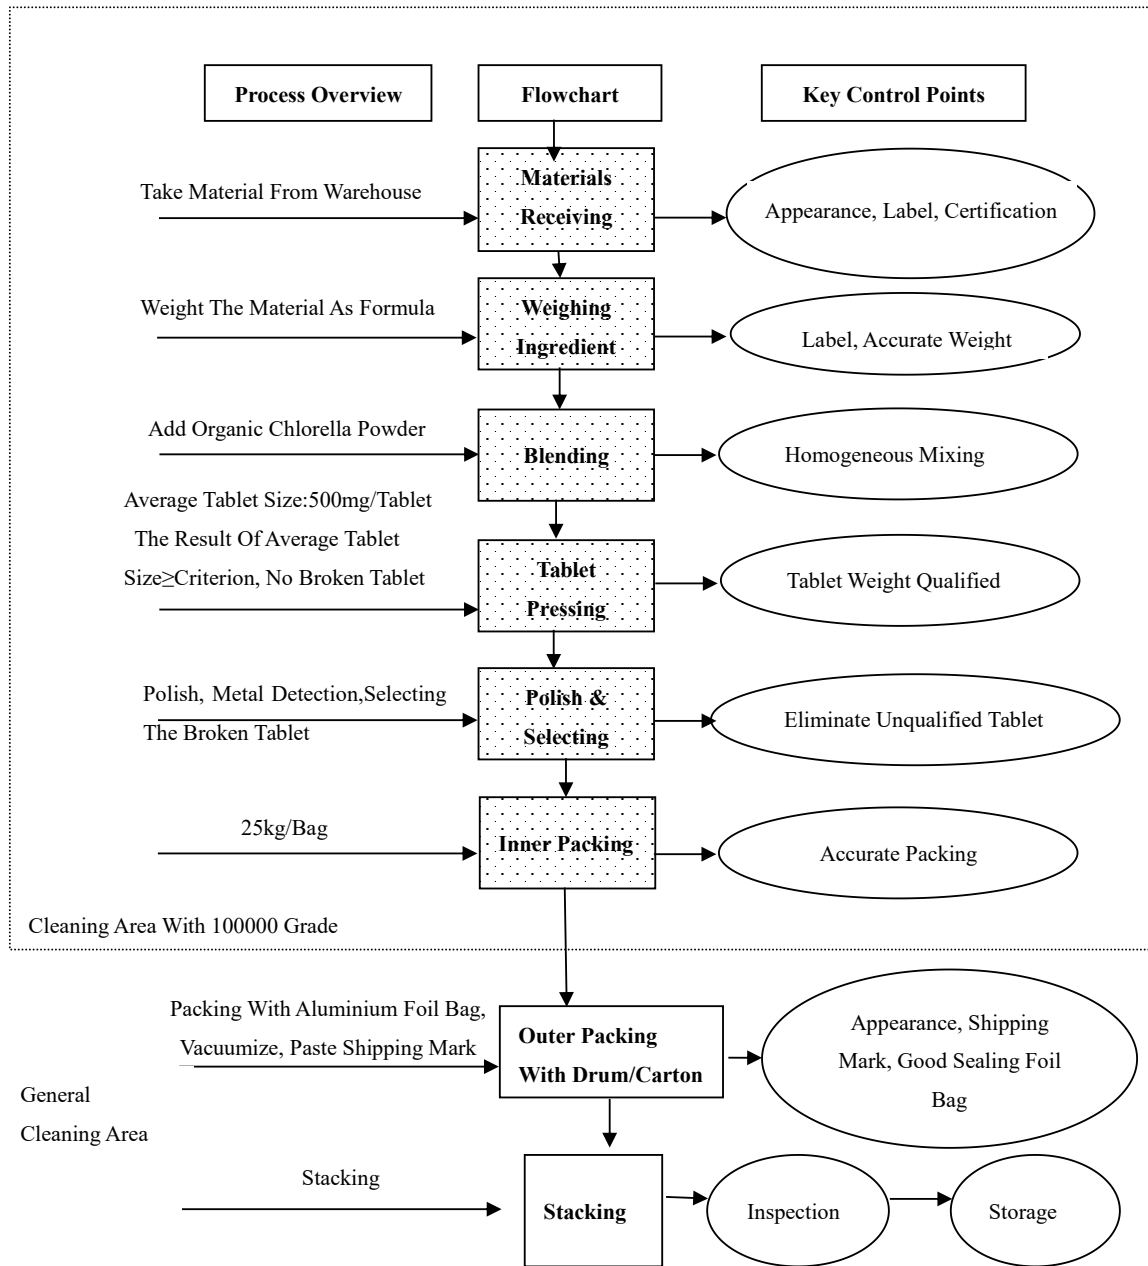 Process Overview
Flowchart
Key Control Points
Take Material From Warehouse
Materials
Receiving
Appearance, Label, Certification
Weight The Material As Formula
Weighing
Ingredient
Label, Accurate Weight
Add Organic Chlorella Powder
Blending
Homogeneous Mixing
Average Tablet Size:500mg/Tablet
The Result Of Average Tablet
Size≥Criterion, No Broken Tablet
Tablet
Pressing
Tablet Weight Qualified
Polish, Metal Detection,Selecting
The Broken Tablet
Polish &
Selecting
Eliminate Unqualified Tablet
25kg/Bag
Inner Packing
Accurate Packing
Cleaning Area With 100000 Grade
Packing With Aluminium Foil Bag,
Vacuumize, Paste Shipping Mark
Outer Packing
With Drum/Carton
Appearance, Shipping
Mark, Good Sealing Foil
Bag
General
Cleaning Area
Stacking
Stacking
Inspection
Storage